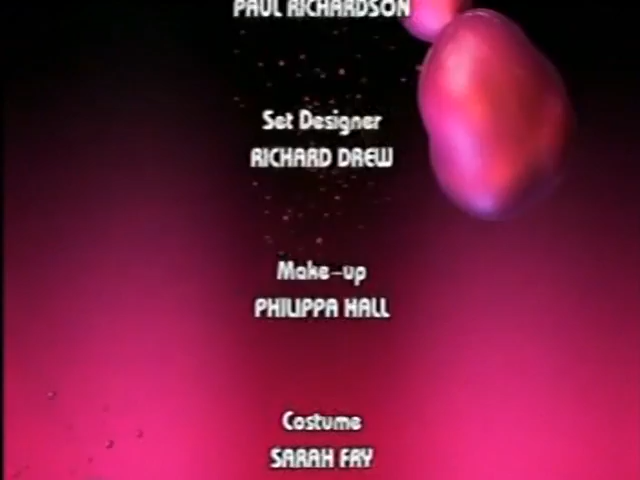 PAUL RICHARDSON
Set Designer
RICHARD DREW
Make-up
PHILIPPA HALL
Costume
SARAH FRY